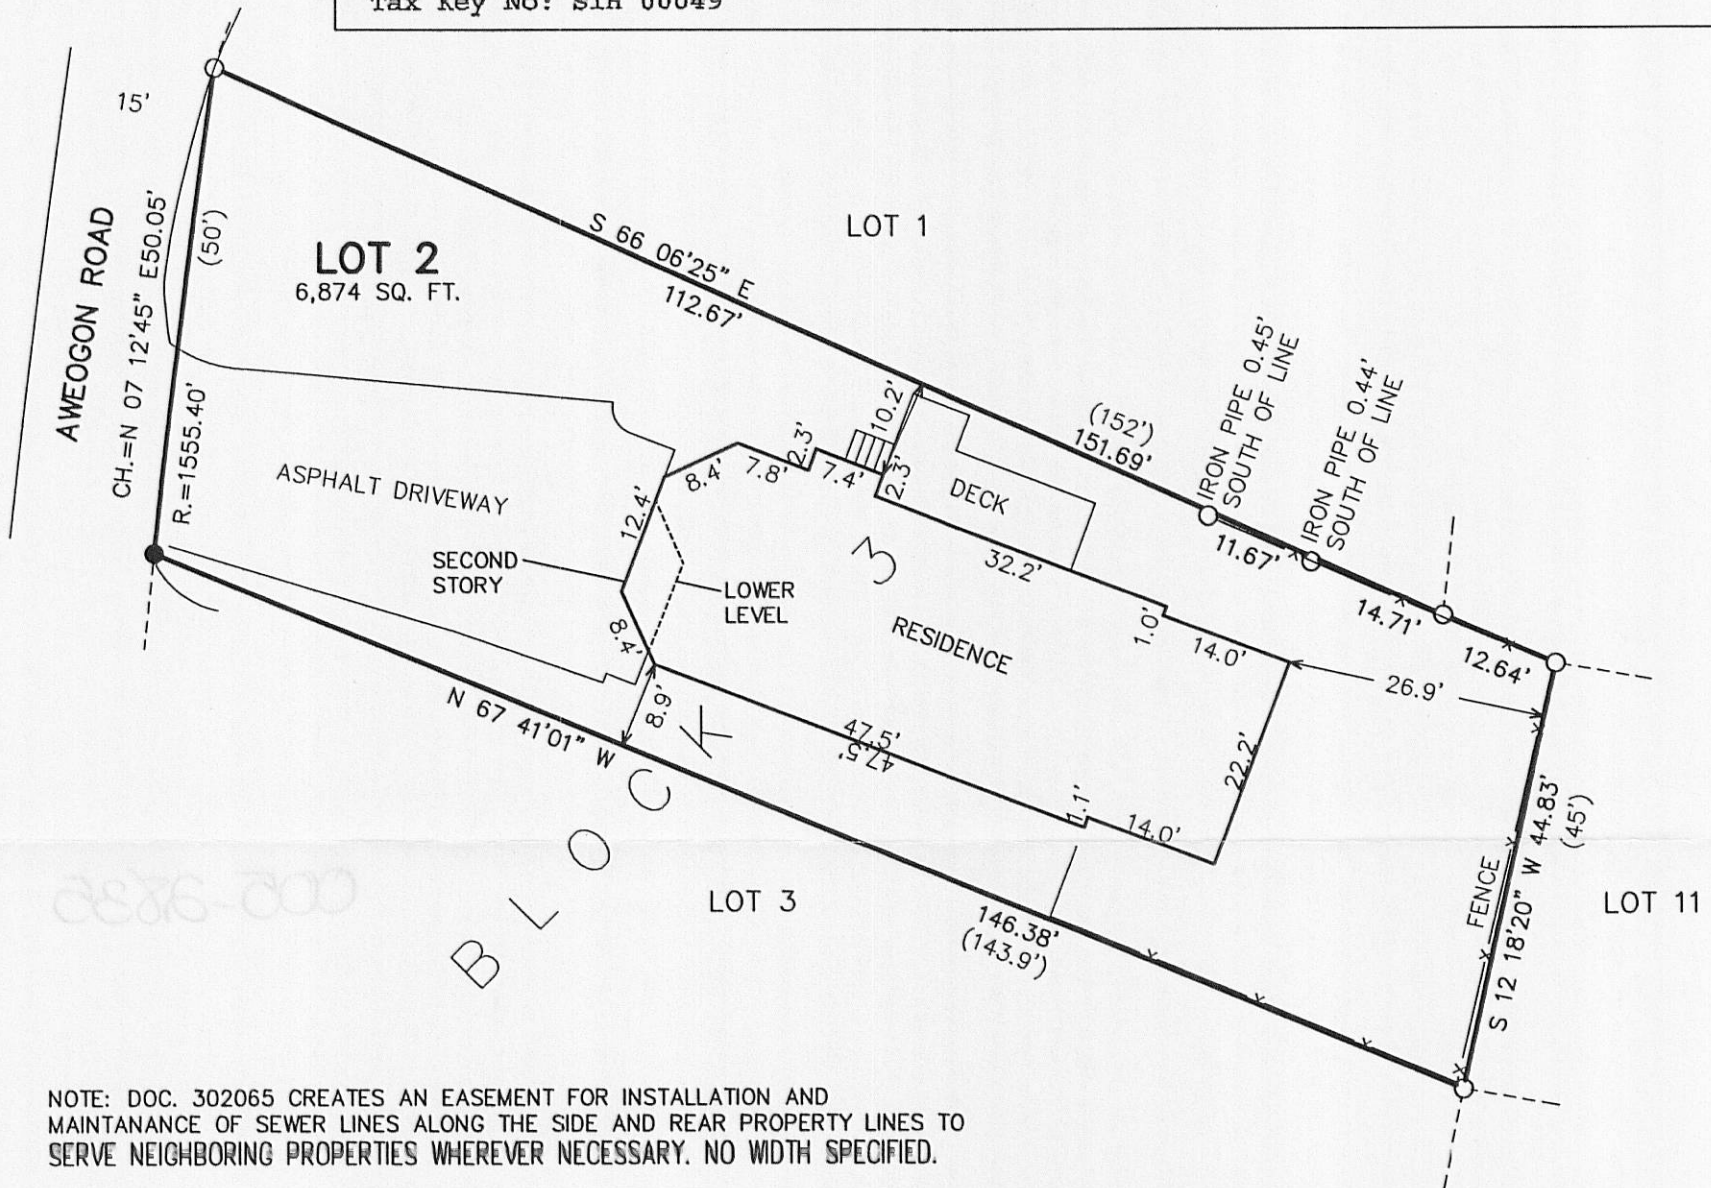 Tax Key No: STH 00049
15'
AWEOGON ROAD
CH.=N 07 12'45" E50.05'
(50')
R.=1555.40'
LOT 2
6,874 SQ. FT.
S 66 06'25" E
112.67'
LOT 1
(152')
151.69'
IRON PIPE 0.45'
SOUTH OF LINE
IRON PIPE 0.44'
SOUTH OF LINE
11.67'
14.71'
12.64'
ASPHALT DRIVEWAY
SECOND
STORY
LOWER
LEVEL
12.4'
8.4'
8.4'
7.8'
2.3'
7.4'
10.2'
2.3'
DECK
32.2'
1.0'
14.0'
26.9'
RESIDENCE
22.2'
47.5'
47.5'
1.1'
14.0'
8.9'
N 67 41'01" W
146.38'
(143.9')
BLOCK 3
LOT 3
FENCE
S 12 18'20" W 44.83'
(45')
LOT 11
NOTE: DOC. 302065 CREATES AN EASEMENT FOR INSTALLATION AND
MAINTANANCE OF SEWER LINES ALONG THE SIDE AND REAR PROPERTY LINES TO
SERVE NEIGHBORING PROPERTIES WHEREVER NECESSARY. NO WIDTH SPECIFIED.